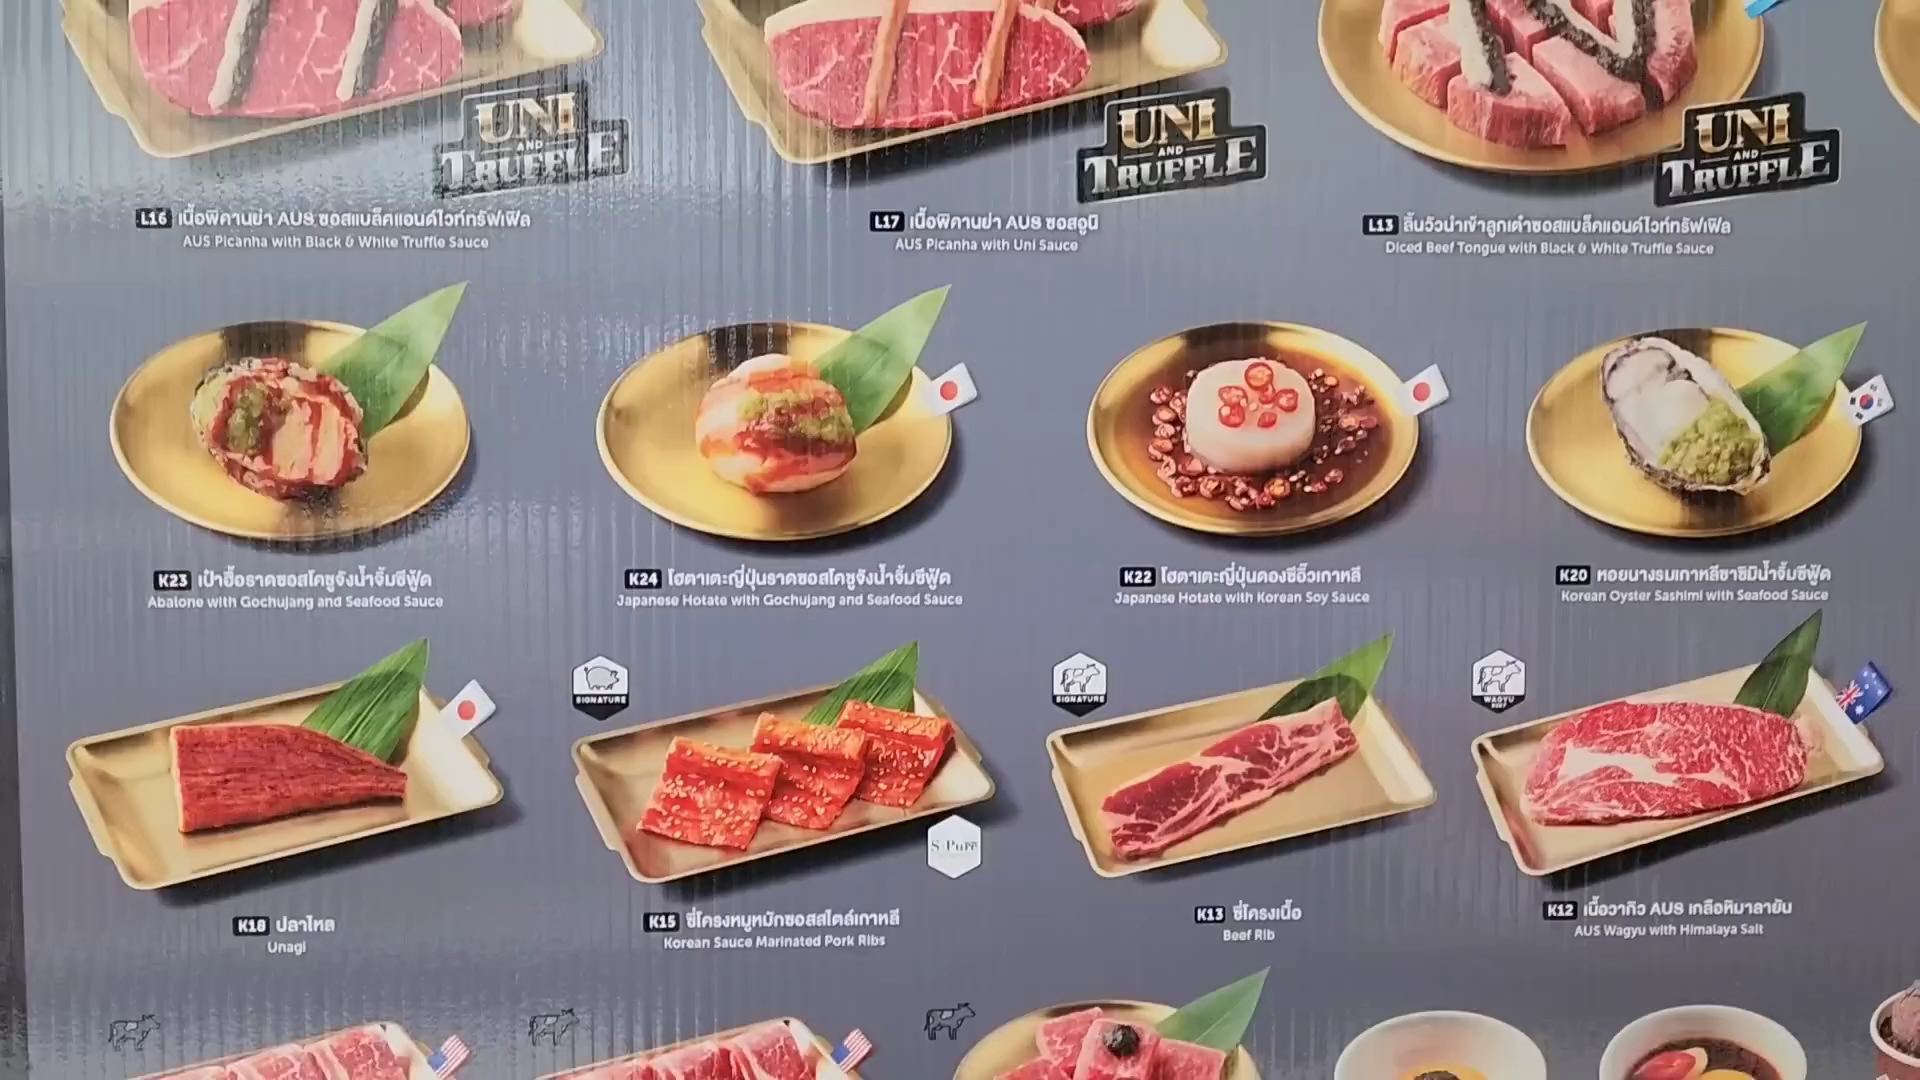 UNI
AND
TRUFFLE
UNI
AND
TRUFFLE
UNI
AND
TRUFFLE
L16 เนื้อพิคานย่า AUS ซอสแบล็คแอนด์ไวท์ทรัฟเฟิล
AUS Picanha with Black & White Truffle Sauce
L17 เนื้อพิคานย่า AUS ซอสอูนิ
AUS Picanha with Uni Sauce
L13 ลิ้นวัวนำเข้าลูกเต๋าซอสแบล็คแอนด์ไวท์ทรัฟเฟิล
Diced Beef Tongue with Black & White Truffle Sauce
K23 เป๋าฮื้อราดซอสโคชูจังน้ำจิ้มซีฟู้ด
Abalone with Gochujang and Seafood Sauce
K24 โฮตาเตะญี่ปุ่นราดซอสโคชูจังน้ำจิ้มซีฟู้ด
Japanese Hotate with Gochujang and Seafood Sauce
K22 โฮตาเตะญี่ปุ่นดองซีอิ๊วเกาหลี
Japanese Hotate with Korean Soy Sauce
K20 หอยนางรมเกาหลีซาซิมิน้ำจิ้มซีฟู้ด
Korean Oyster Sashimi with Seafood Sauce
SIGNATURE
SIGNATURE
WAGYU
BEEF
S-Pure
K18 ปลาไหล
Unagi
K15 ซี่โครงหมูหมักซอสสไตล์เกาหลี
Korean Sauce Marinated Pork Ribs
K13 ซี่โครงเนื้อ
Beef Rib
K12 เนื้อวากิว AUS เกลือหิมาลายัน
AUS Wagyu with Himalaya Salt